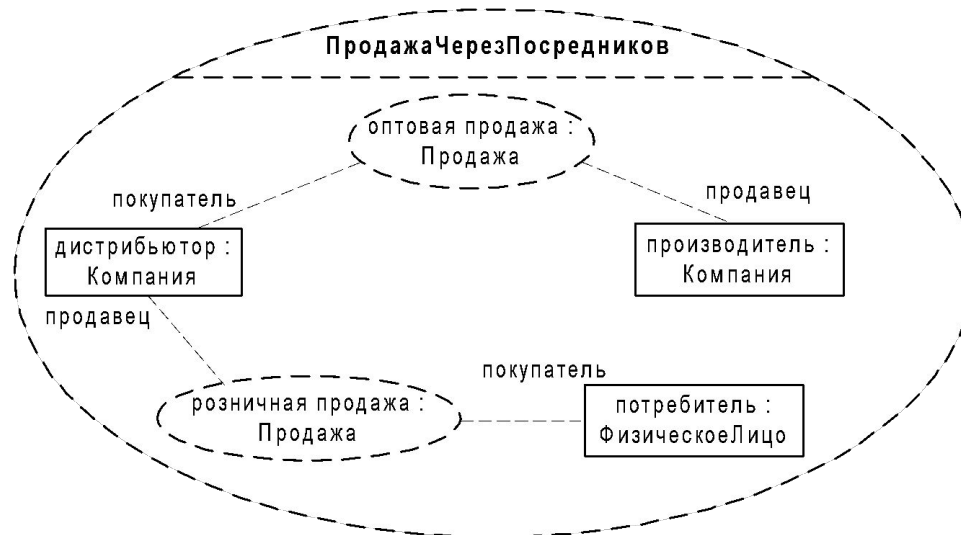 ПродажаЧерезПосредников
оптовая продажа :
Продажа
покупатель
продавец
дистрибьютор :
Компания
производитель :
Компания
продавец
покупатель
розничная продажа :
Продажа
потребитель :
ФизическоеЛицо